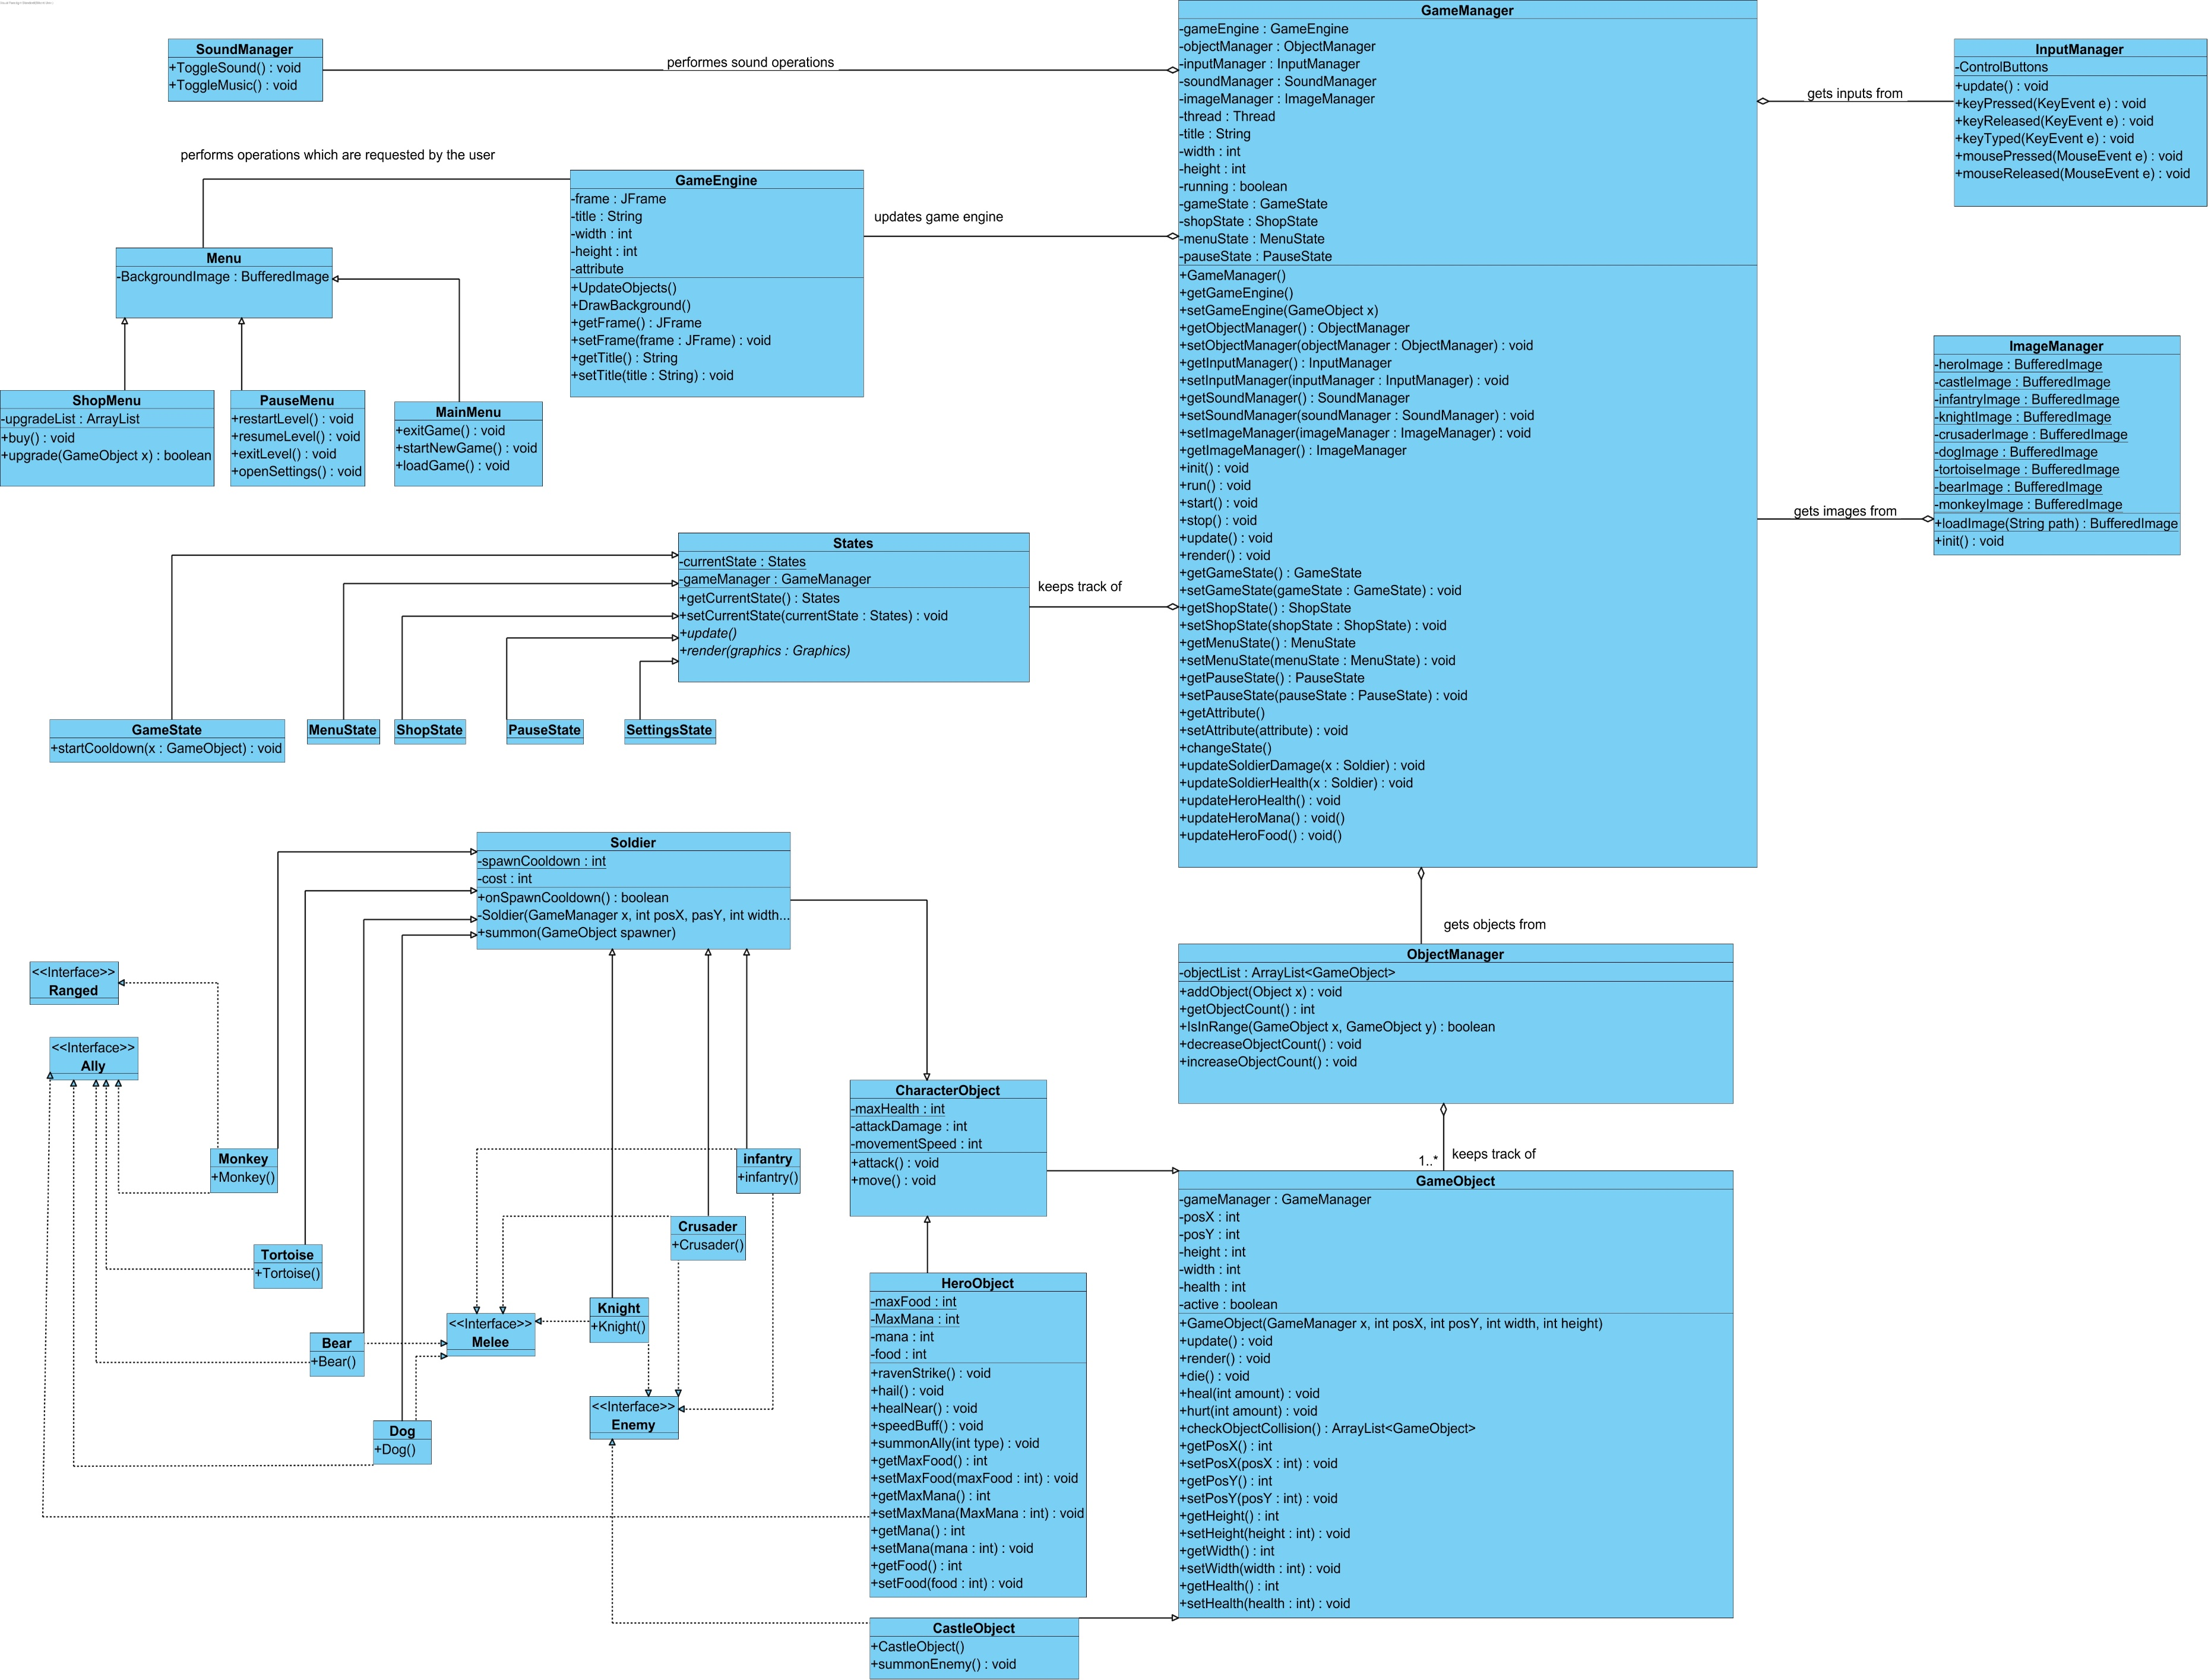 SoundManager
+ToggleSound() : void
+ToggleMusic() : void
performes sound operations
GameManager
-gameEngine : GameEngine
-objectManager : ObjectManager
-inputManager : InputManager
-soundManager : SoundManager
-imageManager : ImageManager
-thread : Thread
-title : String
-width : int
-height : int
-running : boolean
-gameState : GameState
-shopState : ShopState
-menuState : MenuState
-pauseState : PauseState
+GameManager()
+getGameEngine()
+setGameEngine(GameObject x)
+getObjectManager() : ObjectManager
+setObjectManager(objectManager : ObjectManager) : void
+getInputManager() : InputManager
+setInputManager(inputManager : InputManager) : void
+getSoundManager() : SoundManager
+setSoundManager(soundManager : SoundManager) : void
+setImageManager(imageManager : ImageManager) : void
+getImageManager() : ImageManager
+init() : void
+run() : void
+start() : void
+stop() : void
+update() : void
+render() : void
+getGameState() : GameState
+setGameState(gameState : GameState) : void
+getShopState() : ShopState
+setShopState(shopState : ShopState) : void
+getMenuState() : MenuState
+setMenuState(menuState : MenuState) : void
+getPauseState() : PauseState
+setPauseState(pauseState : PauseState) : void
+getAttribute()
+setAttribute(attribute) : void
+changeState()
+updateSoldierDamage(x : Soldier) : void
+updateSoldierHealth(x : Soldier) : void
+updateHeroHealth() : void
+updateHeroMana() : void()
+updateHeroFood() : void()
gets inputs from
InputManager
-ControlButtons
+update() : void
+keyPressed(KeyEvent e) : void
+keyReleased(KeyEvent e) : void
+keyTyped(KeyEvent e) : void
+mousePressed(MouseEvent e) : void
+mouseReleased(MouseEvent e) : void
performs operations which are requested by the user
GameEngine
-frame : JFrame
-title : String
-width : int
-height : int
-attribute
+UpdateObjects()
+DrawBackground()
+getFrame() : JFrame
+setFrame(frame : JFrame) : void
+getTitle() : String
+setTitle(title : String) : void
updates game engine
Menu
-BackgroundImage : BufferedImage
ShopMenu
-upgradeList : ArrayList
+buy() : void
+upgrade(GameObject x) : boolean
PauseMenu
+restartLevel() : void
+resumeLevel() : void
+exitLevel() : void
+openSettings() : void
MainMenu
+exitGame() : void
+startNewGame() : void
+loadGame() : void
ImageManager
-heroImage : BufferedImage
-castleImage : BufferedImage
-infantryImage : BufferedImage
-knightImage : BufferedImage
-crusaderImage : BufferedImage
-dogImage : BufferedImage
-tortoiseImage : BufferedImage
-bearImage : BufferedImage
-monkeyImage : BufferedImage
+loadImage(String path) : BufferedImage
+init() : void
gets images from
States
-currentState : States
-gameManager : GameManager
+getCurrentState() : States
+setCurrentState(currentState : States) : void
+update()
+render(graphics : Graphics)
keeps track of
GameState
+startCooldown(x : GameObject) : void
MenuState
ShopState
PauseState
SettingsState
Soldier
-spawnCooldown : int
-cost : int
+onSpawnCooldown() : boolean
-Soldier(GameManager x, int posX, pasY, int width...
+summon(GameObject spawner)
gets objects from
ObjectManager
-objectList : ArrayList<GameObject>
+addObject(Object x) : void
+getObjectCount() : int
+IsInRange(GameObject x, GameObject y) : boolean
+decreaseObjectCount() : void
+increaseObjectCount() : void
<<Interface>>
Ranged
<<Interface>>
Ally
CharacterObject
-maxHealth : int
-attackDamage : int
-movementSpeed : int
+attack() : void
+move() : void
1..*
keeps track of
Monkey
+Monkey()
infantry
+infantry()
Crusader
+Crusader()
Tortoise
+Tortoise()
Knight
+Knight()
<<Interface>>
Melee
Bear
+Bear()
<<Interface>>
Enemy
Dog
+Dog()
HeroObject
-maxFood : int
-MaxMana : int
-mana : int
-food : int
+ravenStrike() : void
+hail() : void
+healNear() : void
+speedBuff() : void
+summonAlly(int type) : void
+getMaxFood() : int
+setMaxFood(maxFood : int) : void
+getMaxMana() : int
+setMaxMana(MaxMana : int) : void
+getMana() : int
+setMana(mana : int) : void
+getFood() : int
+setFood(food : int) : void
GameObject
-gameManager : GameManager
-posX : int
-posY : int
-height : int
-width : int
-health : int
-active : boolean
+GameObject(GameManager x, int posX, int posY, int width, int height)
+update() : void
+render() : void
+die() : void
+heal(int amount) : void
+hurt(int amount) : void
+checkObjectCollision() : ArrayList<GameObject>
+getPosX() : int
+setPosX(posX : int) : void
+getPosY() : int
+setPosY(posY : int) : void
+getHeight() : int
+setHeight(height : int) : void
+getWidth() : int
+setWidth(width : int) : void
+getHealth() : int
+setHealth(health : int) : void
CastleObject
+CastleObject()
+summonEnemy() : void